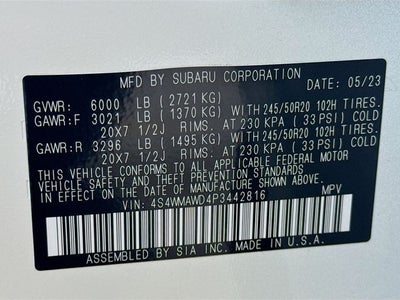 MFD BY SUBARU CORPORATION DATE: 05/23
GVWR: 6000 LB (2721 KG)
GAWR:F 3021 LB (1370 KG) WITH 245/50R20 102H TIRES.
20X7 1/2J RIMS. AT 230 KPA (33 PSI) COLD
GAWR:R 3296 LB (1495 KG) WITH 245/50R20 102H TIRES.
20X7 1/2J RIMS. AT 230 KPA (33 PSI) COLD
THIS VEHICLE CONFORMS TO ALL APPLICABLE FEDERAL MOTOR
VEHICLE SAFETY, BUMPER, AND THEFT PREVENTION STANDARDS
IN EFFECT ON THE DATE OF MANUFACTURE SHOWN ABOVE.
VIN: 4S4WMAWD4P3442816 MPV
ASSEMBLED BY SIA INC. MADE IN U.S.A.